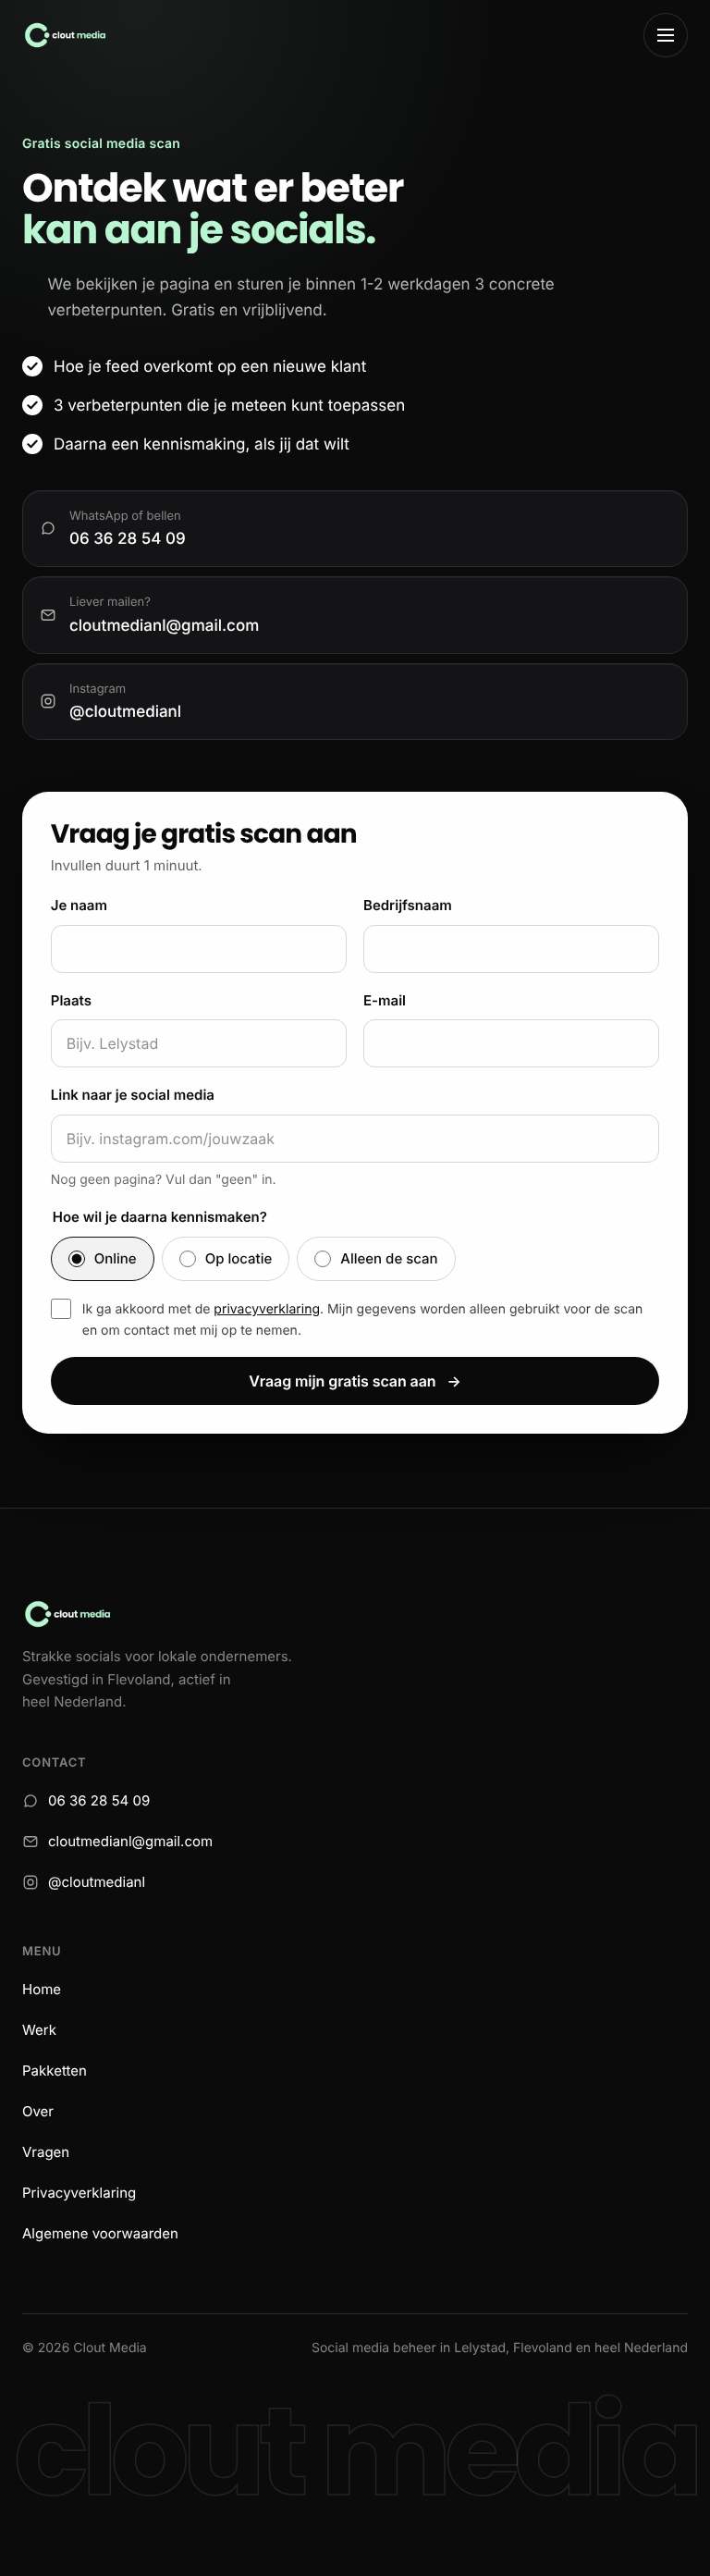 clout media
Gratis social media scan
Ontdek wat er beter
kan aan je socials.
We bekijken je pagina en sturen je binnen 1-2 werkdagen 3 concrete
verbeterpunten. Gratis en vrijblijvend.
Hoe je feed overkomt op een nieuwe klant
3 verbeterpunten die je meteen kunt toepassen
Daarna een kennismaking, als jij dat wilt
WhatsApp of bellen
06 36 28 54 09
Liever mailen?
cloutmedianl@gmail.com
Instagram
@cloutmedianl
Vraag je gratis scan aan
Invullen duurt 1 minuut.
Je naam
Bedrijfsnaam
Plaats
E-mail
Bijv. Lelystad
Link naar je social media
Bijv. instagram.com/jouwzaak
Nog geen pagina? Vul dan "geen" in.
Hoe wil je daarna kennismaken?
Online
Op locatie
Alleen de scan
Ik ga akkoord met de privacyverklaring. Mijn gegevens worden alleen gebruikt voor de scan
en om contact met mij op te nemen.
Vraag mijn gratis scan aan →
clout media
Strakke socials voor lokale ondernemers.
Gevestigd in Flevoland, actief in
heel Nederland.
CONTACT
06 36 28 54 09
cloutmedianl@gmail.com
@cloutmedianl
MENU
Home
Werk
Pakketten
Over
Vragen
Privacyverklaring
Algemene voorwaarden
© 2026 Clout Media
Social media beheer in Lelystad, Flevoland en heel Nederland
clout media